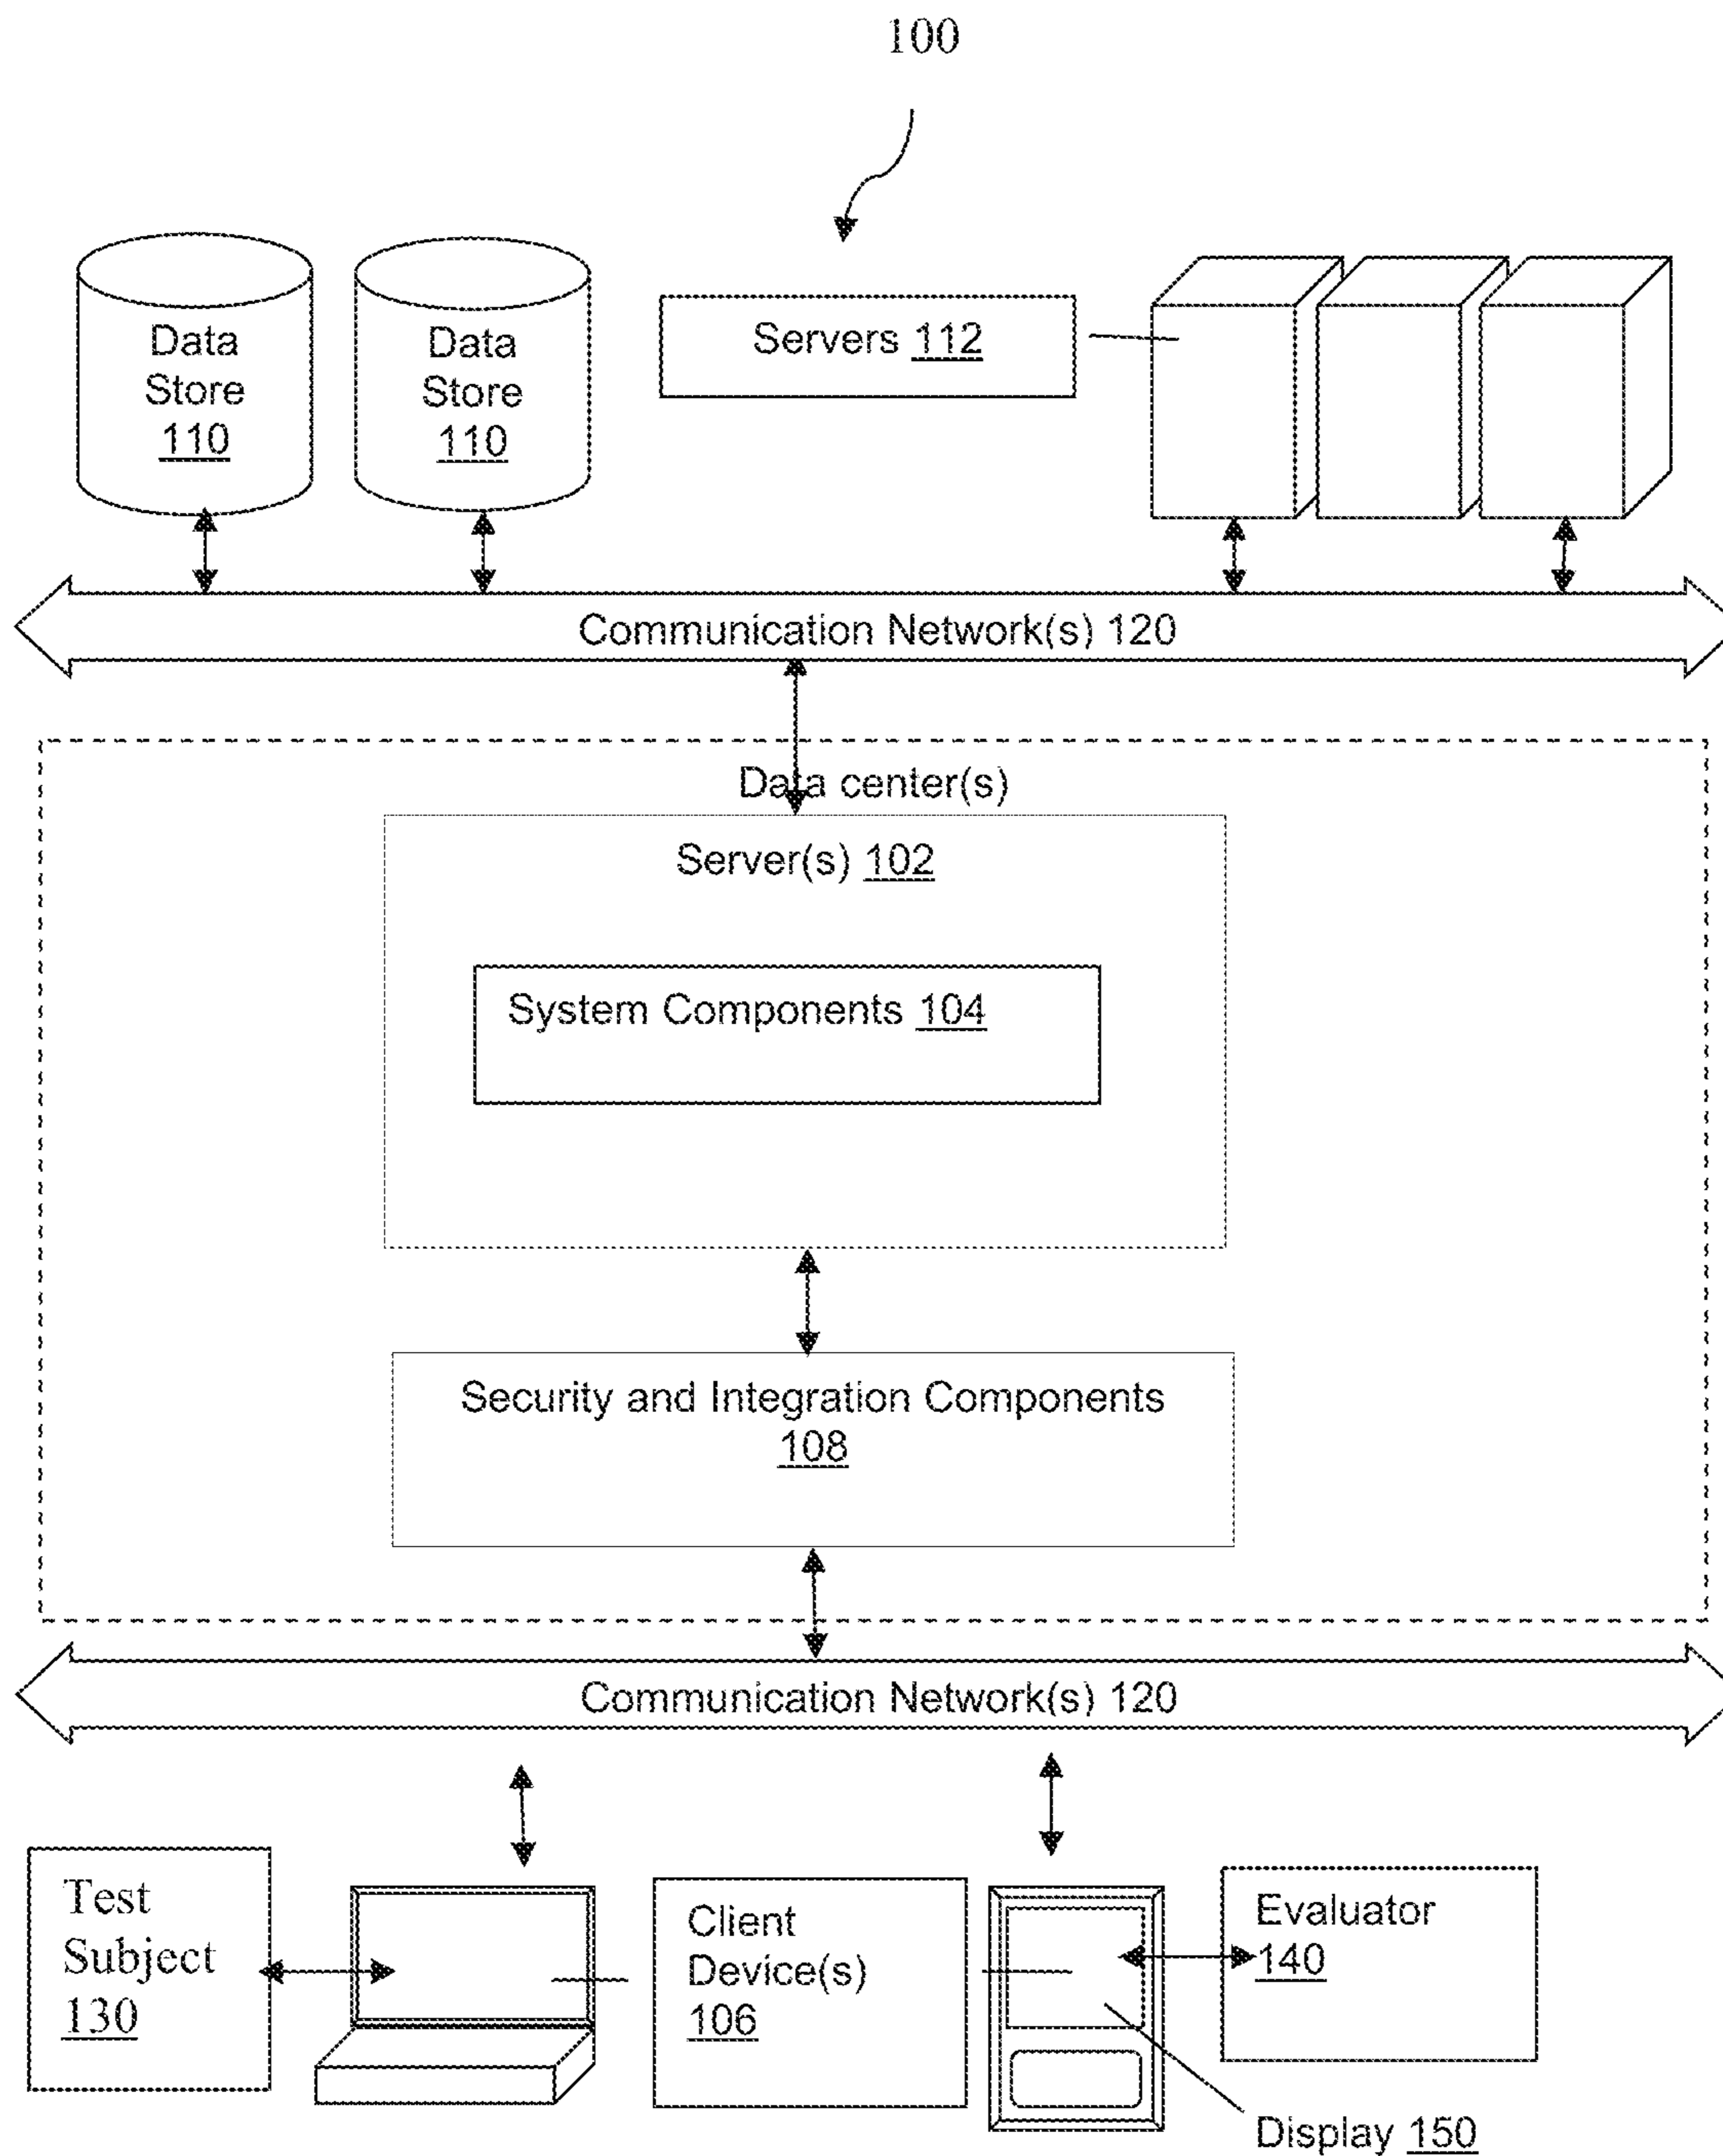 100
Data
Store
110
Data
Store
110
Servers 112
Communication Network(s) 120
Data center(s)
Server(s) 102
System Components 104
Security and Integration Components
108
Communication Network(s) 120
Test
Subject
130
Client
Device(s)
106
Evaluator
140
Display 150